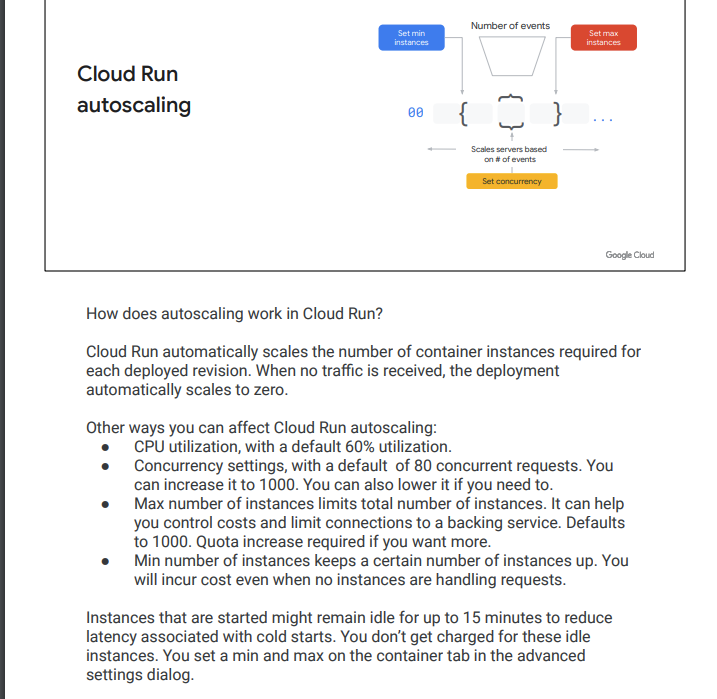 Number of events
Set min
instances
Set max
instances
Cloud Run
autoscaling
00
{ { } }
...
Scales servers based
on # of events
Set concurrency
Google Cloud
How does autoscaling work in Cloud Run?
Cloud Run automatically scales the number of container instances required for
each deployed revision. When no traffic is received, the deployment
automatically scales to zero.
Other ways you can affect Cloud Run autoscaling:
● CPU utilization, with a default 60% utilization.
● Concurrency settings, with a default  of 80 concurrent requests. You
can increase it to 1000. You can also lower it if you need to.
● Max number of instances limits total number of instances. It can help
you control costs and limit connections to a backing service. Defaults
to 1000. Quota increase required if you want more.
● Min number of instances keeps a certain number of instances up. You
will incur cost even when no instances are handling requests.
Instances that are started might remain idle for up to 15 minutes to reduce
latency associated with cold starts. You don’t get charged for these idle
instances. You set a min and max on the container tab in the advanced
settings dialog.